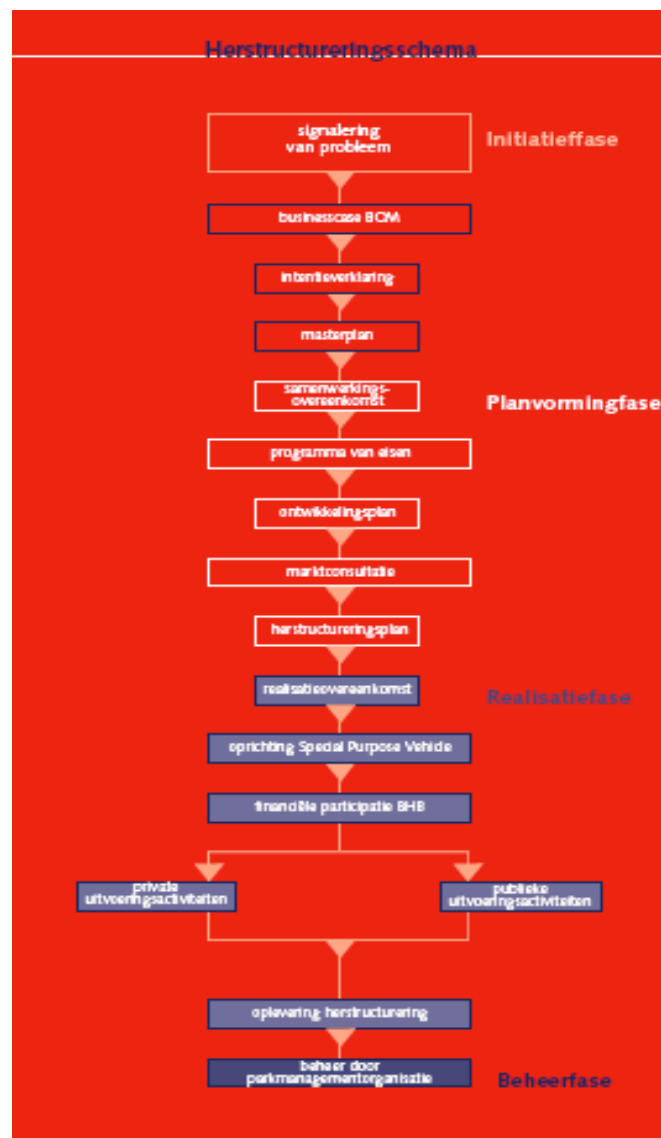 Herstructureringsschema
signalering
van probleem
Initiatieffase
businesscase BOM
intentieverklaring
masterplan
samenwerkings-
overeenkomst
Planvormingfase
programma van eisen
ontwikkelingsplan
marktconsultatie
herstructureringsplan
realisatieovereenkomst
Realisatiefase
oprichting Special Purpose Vehicle
financiële participatie BHB
private
uitvoeringsactiviteiten
publieke
uitvoeringsactiviteiten
oplevering herstructurering
beheer door
parkmanagementorganisatie
Beheerfase